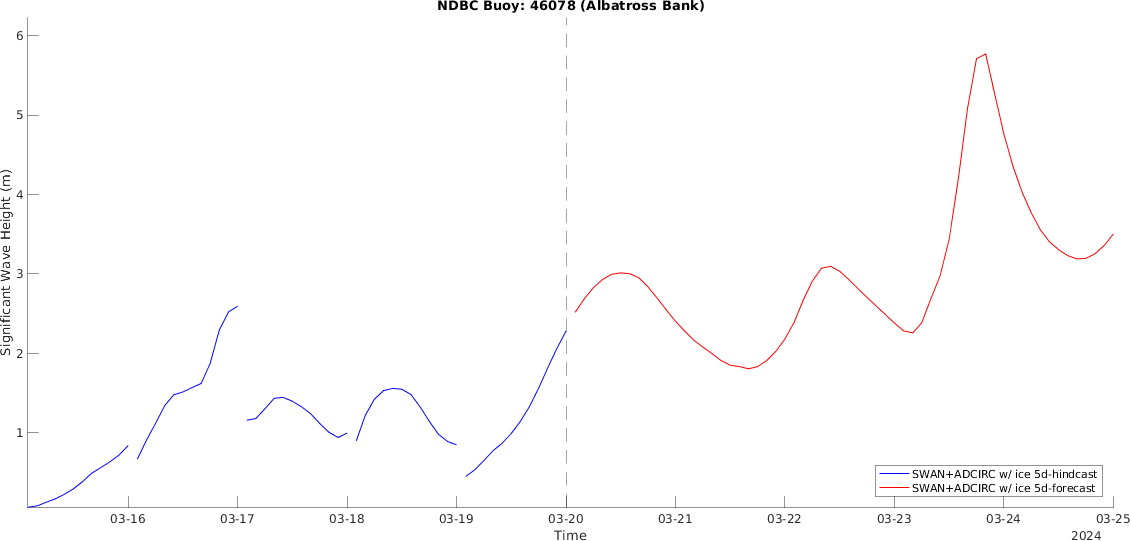 NDBC Buoy: 46078 (Albatross Bank)
6
5
4
3
2
1
Significant Wave Height (m)
SWAN+ADCIRC w/ ice 5d-hindcast
SWAN+ADCIRC w/ ice 5d-forecast
03-16 03-17 03-18 03-19 03-20 03-21 03-22 03-23 03-24 03-25
Time
2024